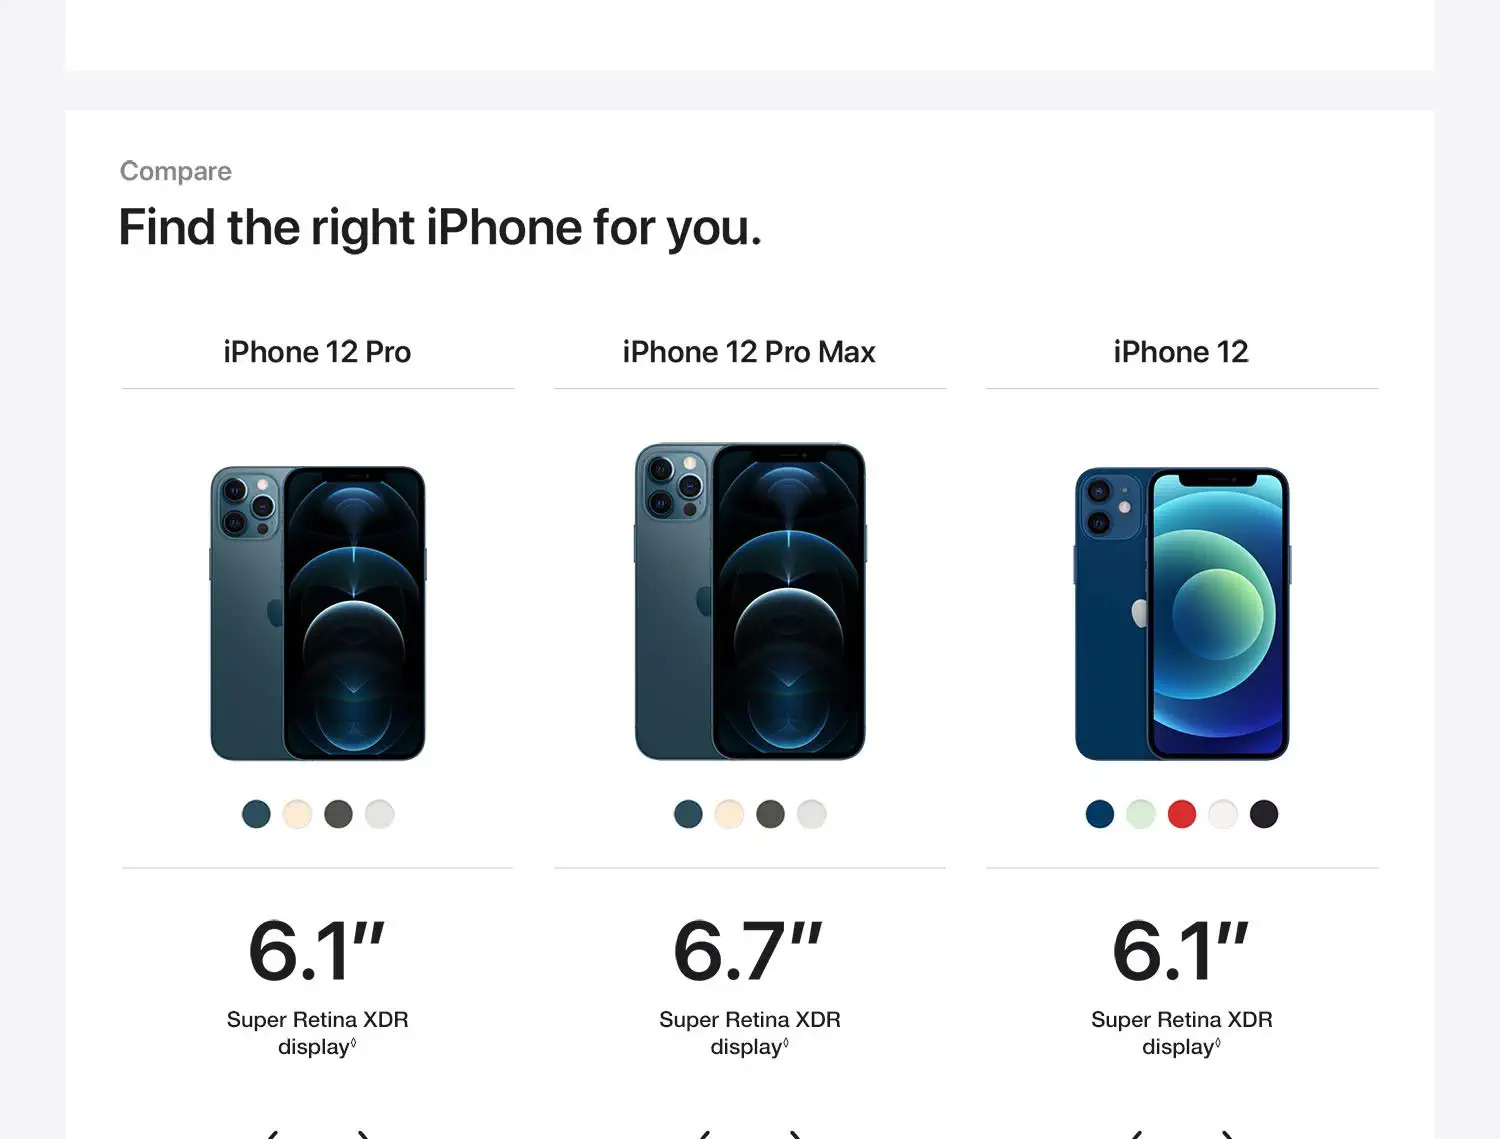 Compare
Find the right iPhone for you.
iPhone 12 Pro
iPhone 12 Pro Max
iPhone 12
6.1″
6.7″
6.1″
Super Retina XDR
display◊
Super Retina XDR
display◊
Super Retina XDR
display◊